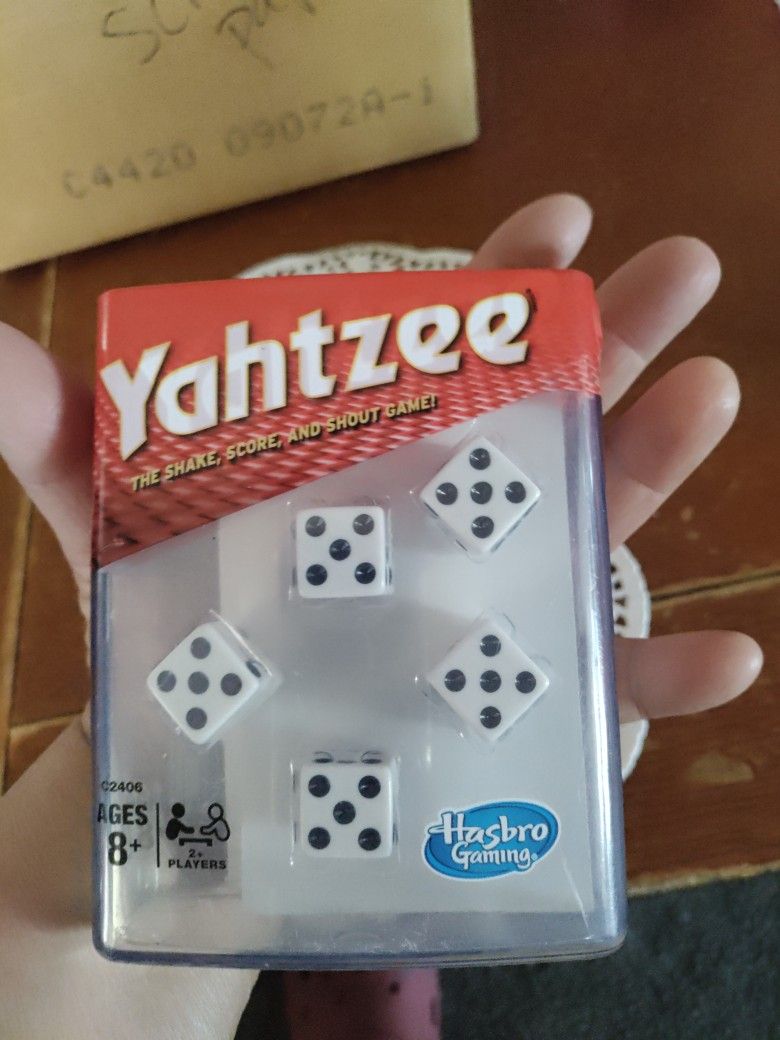 C4420 09072A-1
Yahtzee
THE SHAKE, SCORE, AND SHOUT GAME!
C2406
AGES
8+
2+
PLAYERS
Hasbro
Gaming®